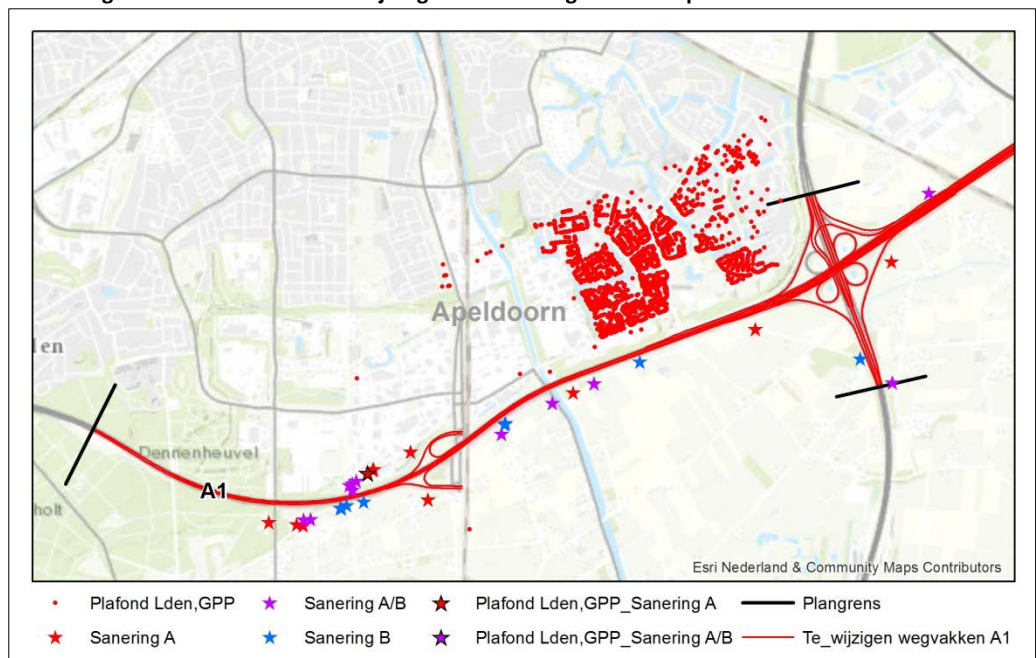 Apeldoorn
len
Dennenheuvel
A1
holt
Esri Nederland & Community Maps Contributors
Plafond Lden,GPP
Sanering A/B
Plafond Lden,GPP_Sanering A
Plangrens
Sanering A
Sanering B
Plafond Lden,GPP_Sanering A/B
Te_wijzigen wegvakken A1